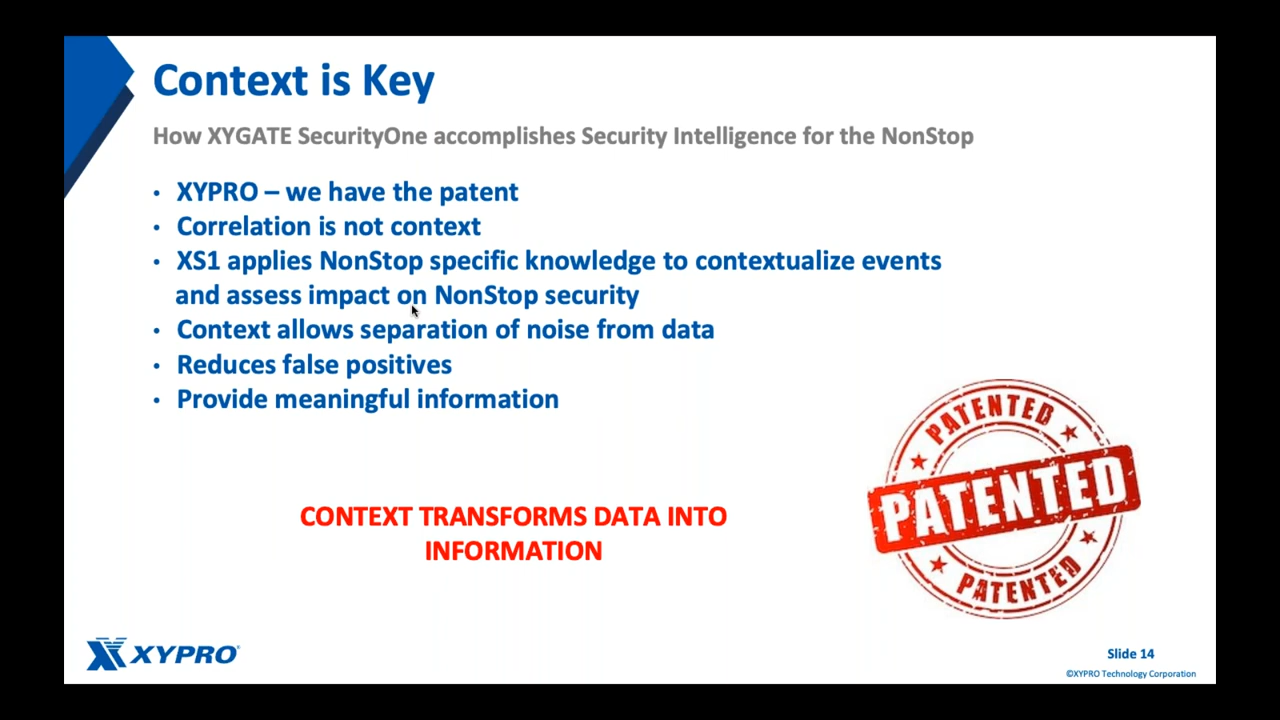 Context is Key
How XYGATE SecurityOne accomplishes Security Intelligence for the NonStop
• XYPRO – we have the patent
• Correlation is not context
• XS1 applies NonStop specific knowledge to contextualize events
and assess impact on NonStop security
• Context allows separation of noise from data
• Reduces false positives
• Provide meaningful information
PATENTED
PATENTED
PATENTED
CONTEXT TRANSFORMS DATA INTO
INFORMATION
XYPRO®
Slide 14
©XYPRO Technology Corporation